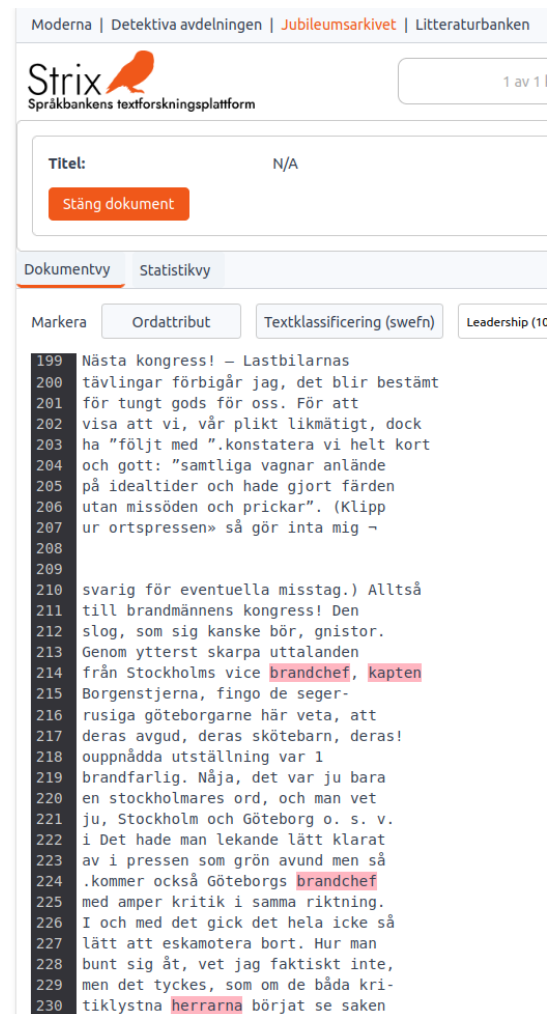 Moderna | Detektiva avdelningen | Jubileumsarkivet | Litteraturbanken
Strix
Språkbankens textforskningsplattform
1 av 1
Titel: N/A
Stäng dokument
Dokumentvy Statistikvy
Markera Ordattribut Textklassificering (swefn) Leadership (10
199 Nästa kongress! — Lastbilarnas
200 tävlingar förbigår jag, det blir bestämt
201 för tungt gods för oss. För att
202 visa att vi, vår plikt likmätigt, dock
203 ha ”följt med ”.konstatera vi helt kort
204 och gott: ”samtliga vagnar anlände
205 på idealtider och hade gjort färden
206 utan missöden och prickar”. (Klipp
207 ur ortspressen» så gör inta mig ¬
208
209
210 svarig för eventuella misstag.) Alltså
211 till brandmännens kongress! Den
212 slog, som sig kanske bör, gnistor.
213 Genom ytterst skarpa uttalanden
214 från Stockholms vice brandchef, kapten
215 Borgenstjerna, fingo de seger-
216 rusiga göteborgarne här veta, att
217 deras avgud, deras skötebarn, deras!
218 ouppnådda utställning var 1
219 brandfarlig. Nåja, det var ju bara
220 en stockholmares ord, och man vet
221 ju, Stockholm och Göteborg o. s. v.
222 i Det hade man lekande lätt klarat
223 av i pressen som grön avund men så
224 .kommer också Göteborgs brandchef
225 med amper kritik i samma riktning.
226 I och med det gick det hela icke så
227 lätt att eskamotera bort. Hur man
228 bunt sig åt, vet jag faktiskt inte,
229 men det tyckes, som om de båda kri-
230 tiklystna herrarna börjat se saken